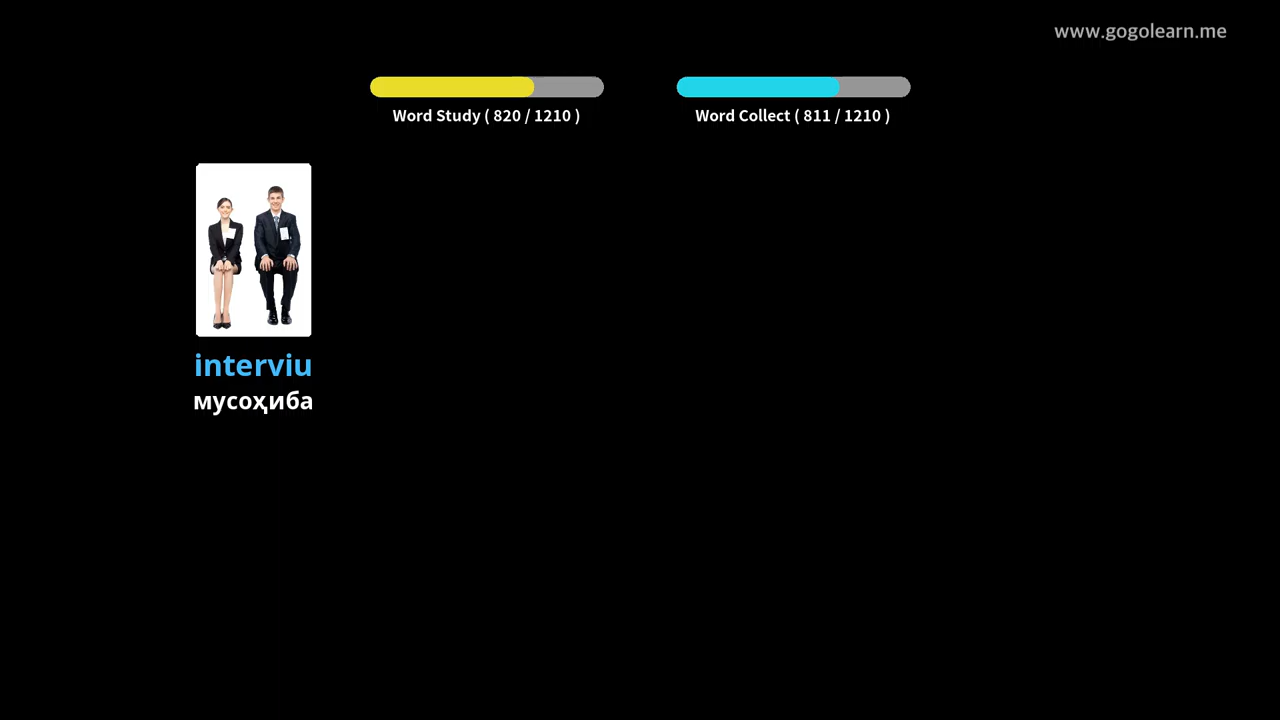 www.gogolearn.me
Word Study ( 820 / 1210 )
Word Collect ( 811 / 1210 )
interviu
мусоҳиба